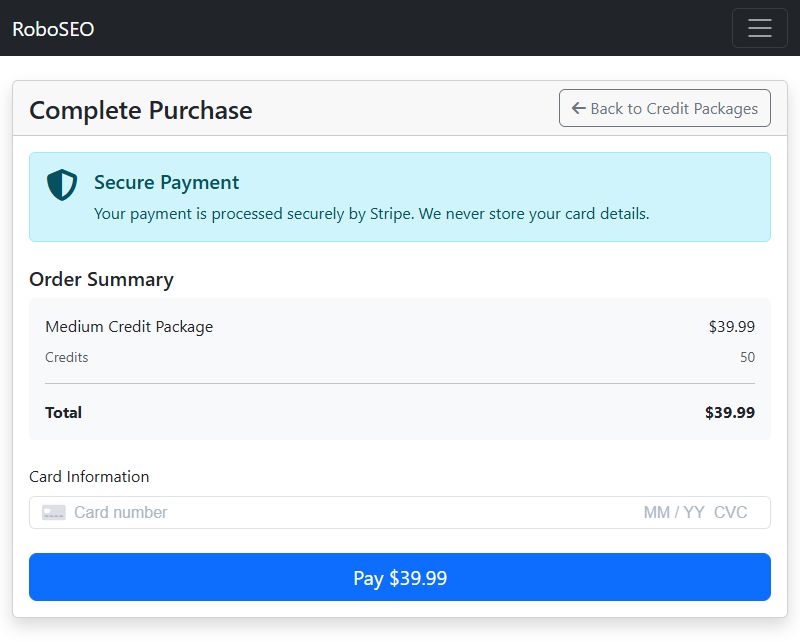 RoboSEO
Complete Purchase
Back to Credit Packages
Secure Payment
Your payment is processed securely by Stripe. We never store your card details.
Order Summary
Medium Credit Package $39.99
Credits 50
Total $39.99
Card Information
Card number MM / YY CVC
Pay $39.99